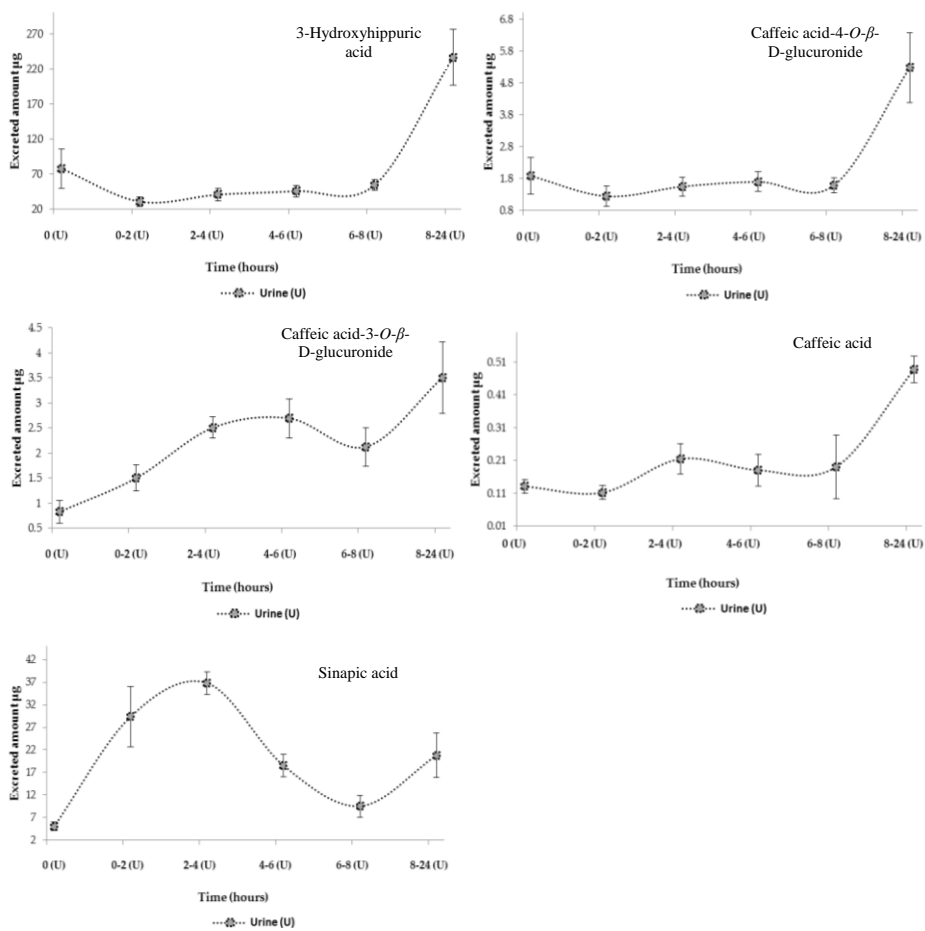 3-Hydroxyhippuric
acid
Excreted amount µg
270
220
170
120
70
20
0 (U) 0-2 (U) 2-4 (U) 4-6 (U) 6-8 (U) 8-24 (U)
Time (hours)
Urine (U)
Caffeic acid-4-O-β-
D-glucuronide
Excreted amount µg
6.8
5.8
4.8
3.8
2.8
1.8
0.8
0 (U) 0-2 (U) 2-4 (U) 4-6 (U) 6-8 (U) 8-24 (U)
Time (hours)
Urine (U)
Caffeic acid-3-O-β-
D-glucuronide
Excreted amount µg
4.5
4
3.5
3
2.5
2
1.5
1
0.5
0 (U) 0-2 (U) 2-4 (U) 4-6 (U) 6-8 (U) 8-24 (U)
Time (hours)
Urine (U)
Caffeic acid
Excreted amount µg
0.51
0.41
0.31
0.21
0.11
0.01
0 (U) 0-2 (U) 2-4 (U) 4-6 (U) 6-8 (U) 8-24 (U)
Time (hours)
Urine (U)
Sinapic acid
Excreted amount µg
42
37
32
27
22
17
12
7
2
0 (U) 0-2 (U) 2-4 (U) 4-6 (U) 6-8 (U) 8-24 (U)
Time (hours)
Urine (U)